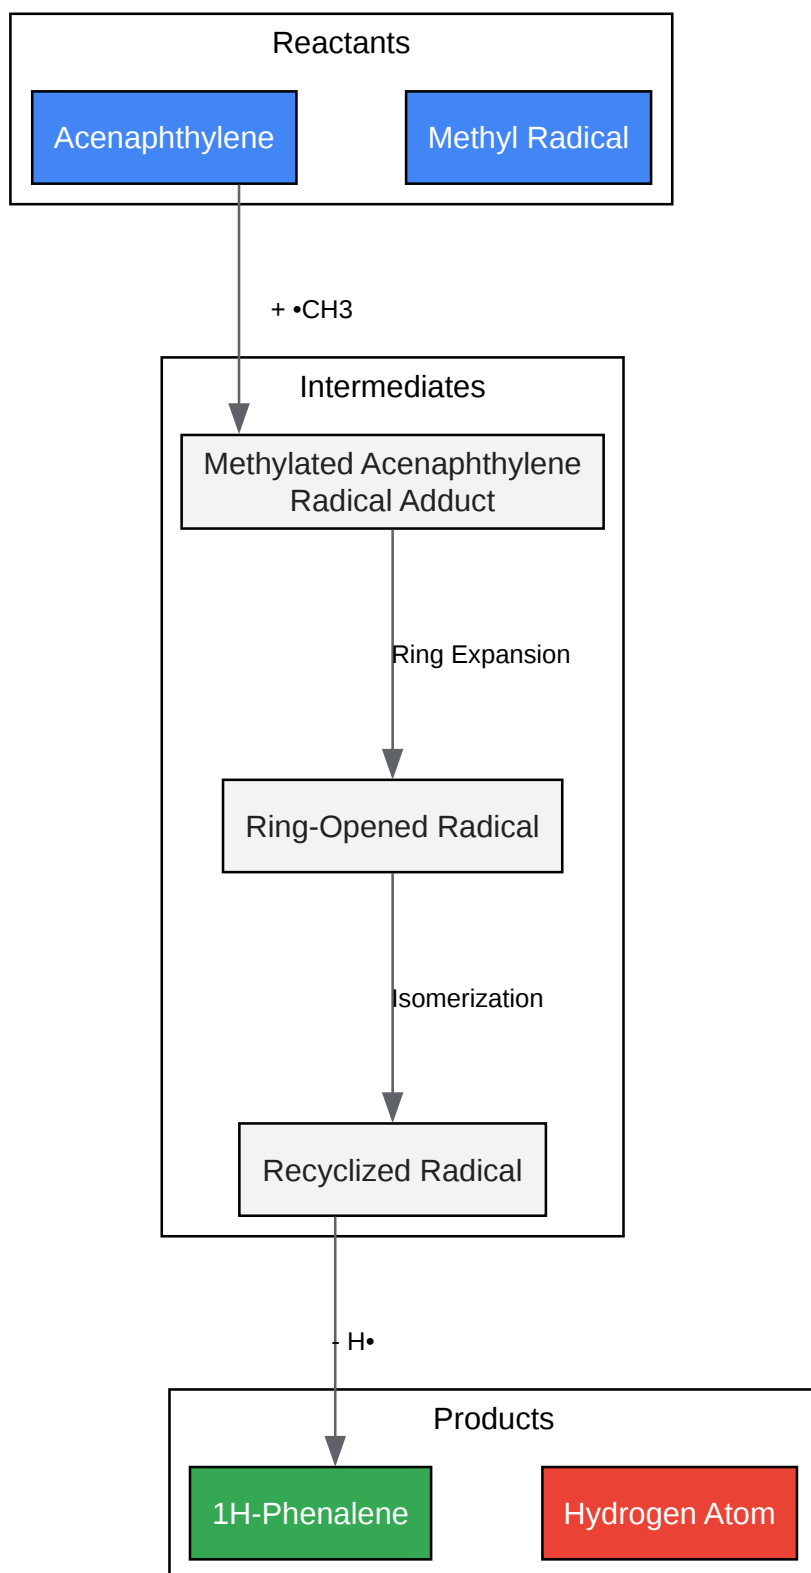 Reactants
Acenaphthylene
Methyl Radical
+ •CH3
Intermediates
Methylated Acenaphthylene
Radical Adduct
Ring Expansion
Ring-Opened Radical
Isomerization
Recyclized Radical
- H•
Products
1H-Phenalene
Hydrogen Atom